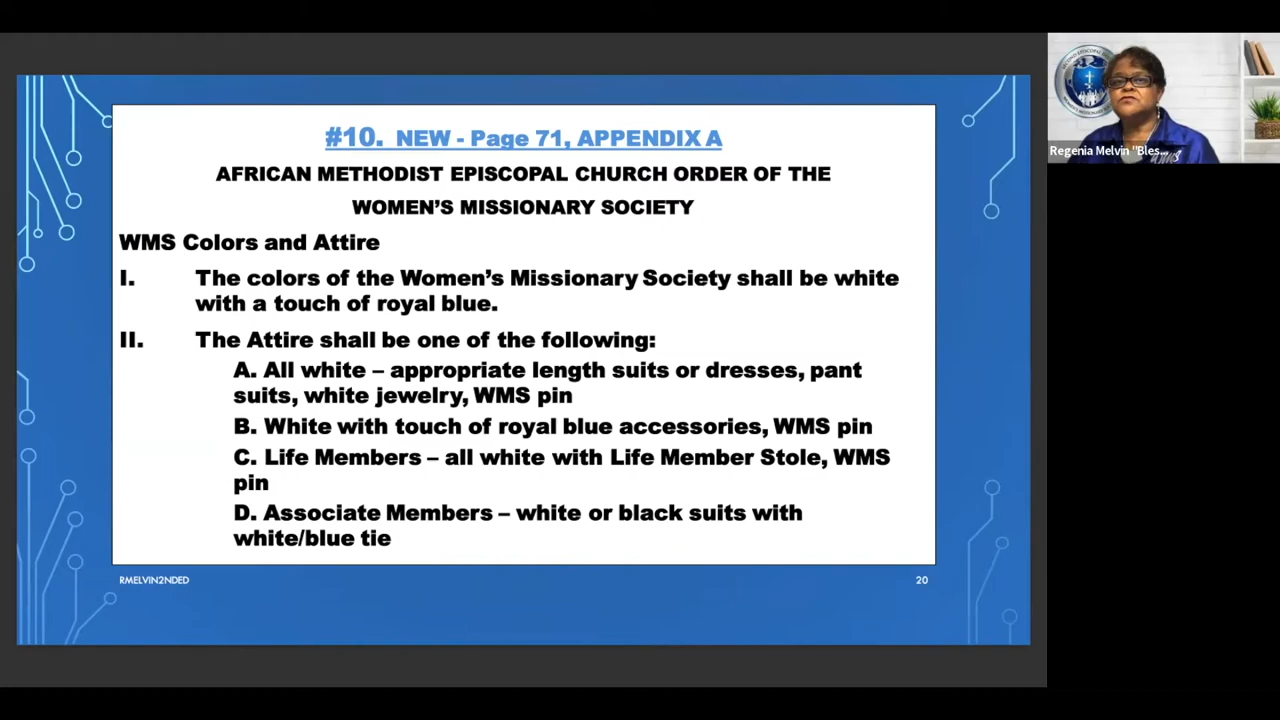 #10. NEW - Page 71, APPENDIX A
AFRICAN METHODIST EPISCOPAL CHURCH ORDER OF THE
WOMEN'S MISSIONARY SOCIETY
WMS Colors and Attire
I. The colors of the Women's Missionary Society shall be white
with a touch of royal blue.
II. The Attire shall be one of the following:
A. All white – appropriate length suits or dresses, pant
suits, white jewelry, WMS pin
B. White with touch of royal blue accessories, WMS pin
C. Life Members – all white with Life Member Stole, WMS
pin
D. Associate Members – white or black suits with
white/blue tie
RMELVIN2NDED
20
Regenia Melvin "Bles...
WMS